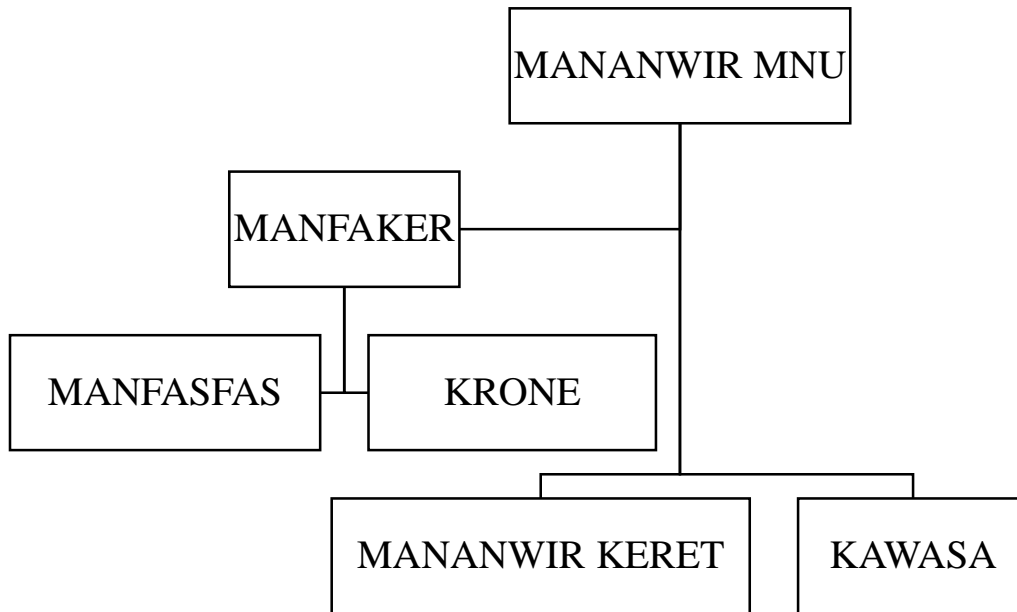 MANANWIR MNU
MANFAKER
MANFASFAS
KRONE
MANANWIR KERET
KAWASA